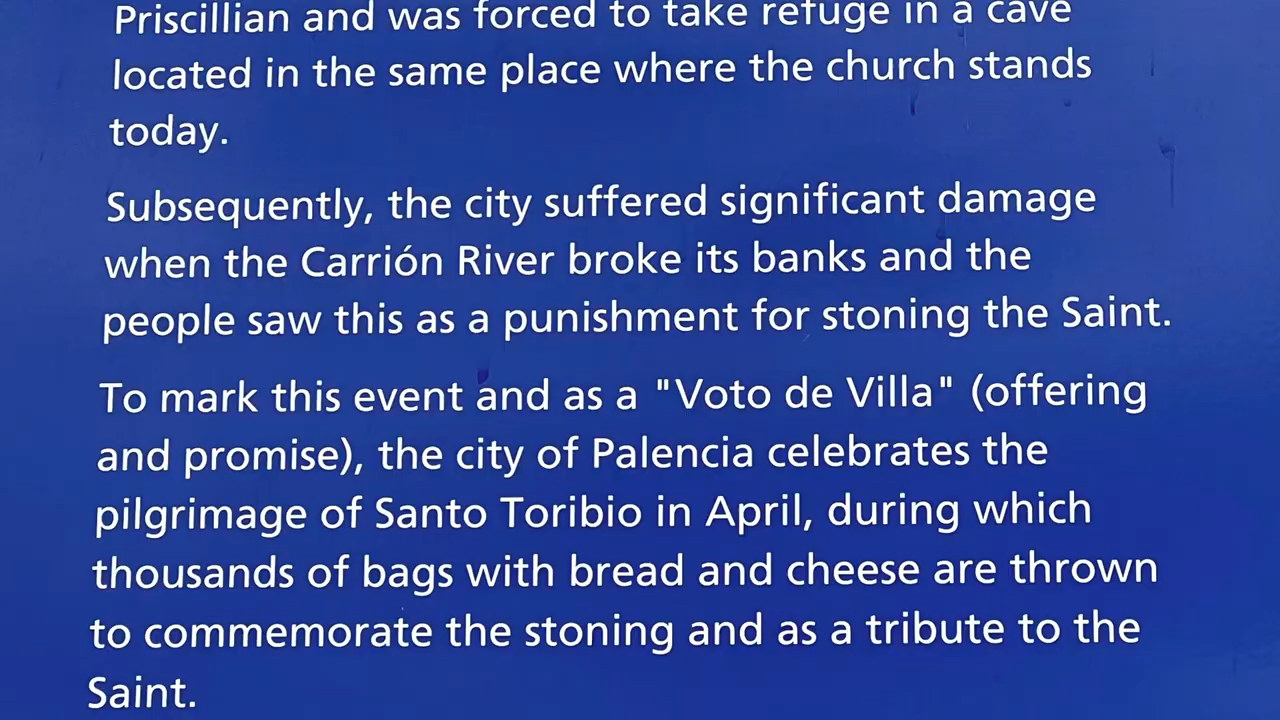 Priscillian and was forced to take refuge in a cave
located in the same place where the church stands
today.
Subsequently, the city suffered significant damage
when the Carrión River broke its banks and the
people saw this as a punishment for stoning the Saint.
To mark this event and as a "Voto de Villa" (offering
and promise), the city of Palencia celebrates the
pilgrimage of Santo Toribio in April, during which
thousands of bags with bread and cheese are thrown
to commemorate the stoning and as a tribute to the
Saint.